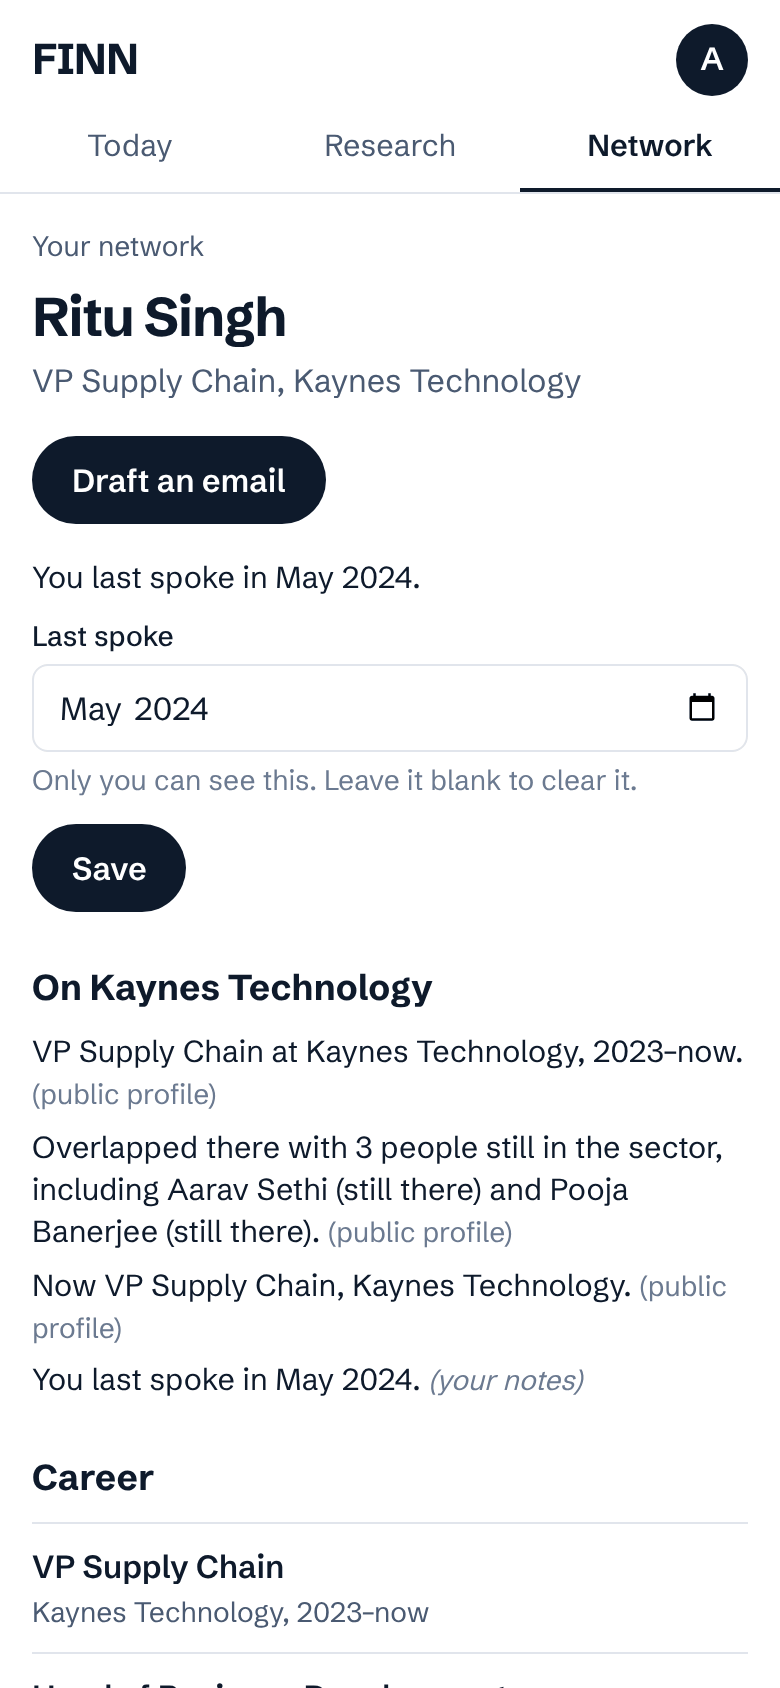 FINN
A
Today
Research
Network
Your network
Ritu Singh
VP Supply Chain, Kaynes Technology
Draft an email
You last spoke in May 2024.
Last spoke
May 2024
Only you can see this. Leave it blank to clear it.
Save
On Kaynes Technology
VP Supply Chain at Kaynes Technology, 2023–now.
(public profile)
Overlapped there with 3 people still in the sector,
including Aarav Sethi (still there) and Pooja
Banerjee (still there). (public profile)
Now VP Supply Chain, Kaynes Technology. (public
profile)
You last spoke in May 2024. (your notes)
Career
VP Supply Chain
Kaynes Technology, 2023–now